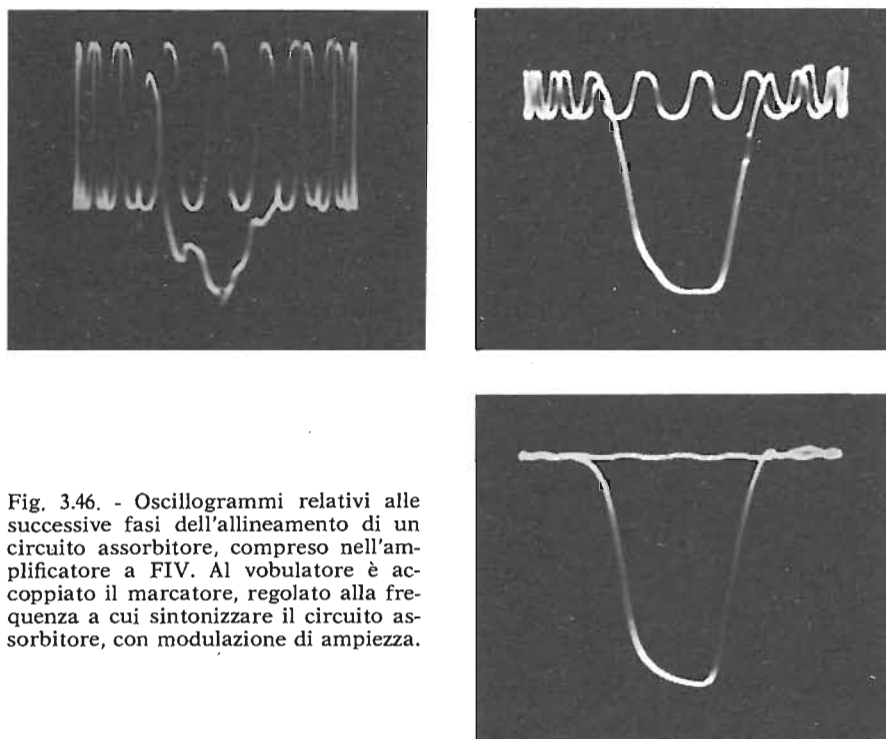 Fig. 3.46. - Oscillogrammi relativi alle
successive fasi dell'allineamento di un
circuito assorbitore, compreso nell'am-
plificatore a FIV. Al vobulatore è ac-
coppiato il marcatore, regolato alla fre-
quenza a cui sintonizzare il circuito as-
sorbitore, con modulazione di ampiezza.